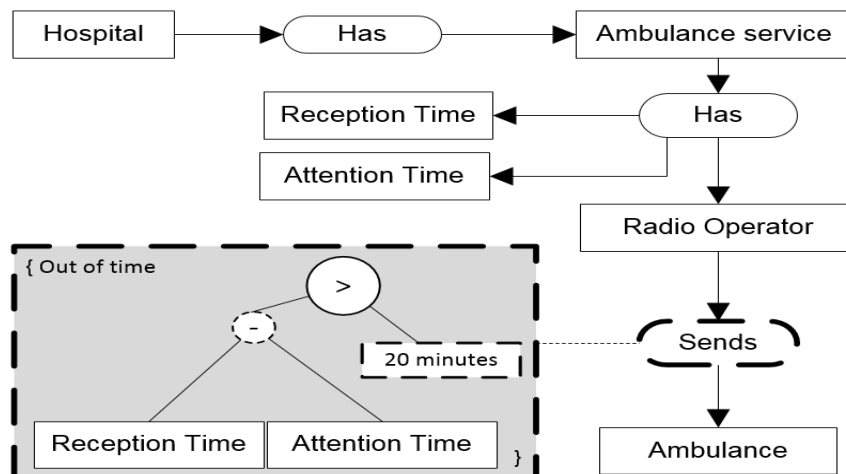 Hospital
Has
Ambulance service
Reception Time
Has
Attention Time
Radio Operator
{ Out of time
>
-
20 minutes
Sends
Reception Time
Attention Time
}
Ambulance